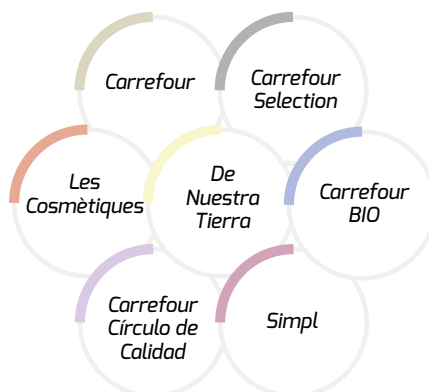 Carrefour
Carrefour
Selection
Les
Cosmètiques
De
Nuestra
Tierra
Carrefour
BIO
Carrefour
Círculo de
Calidad
Simpl